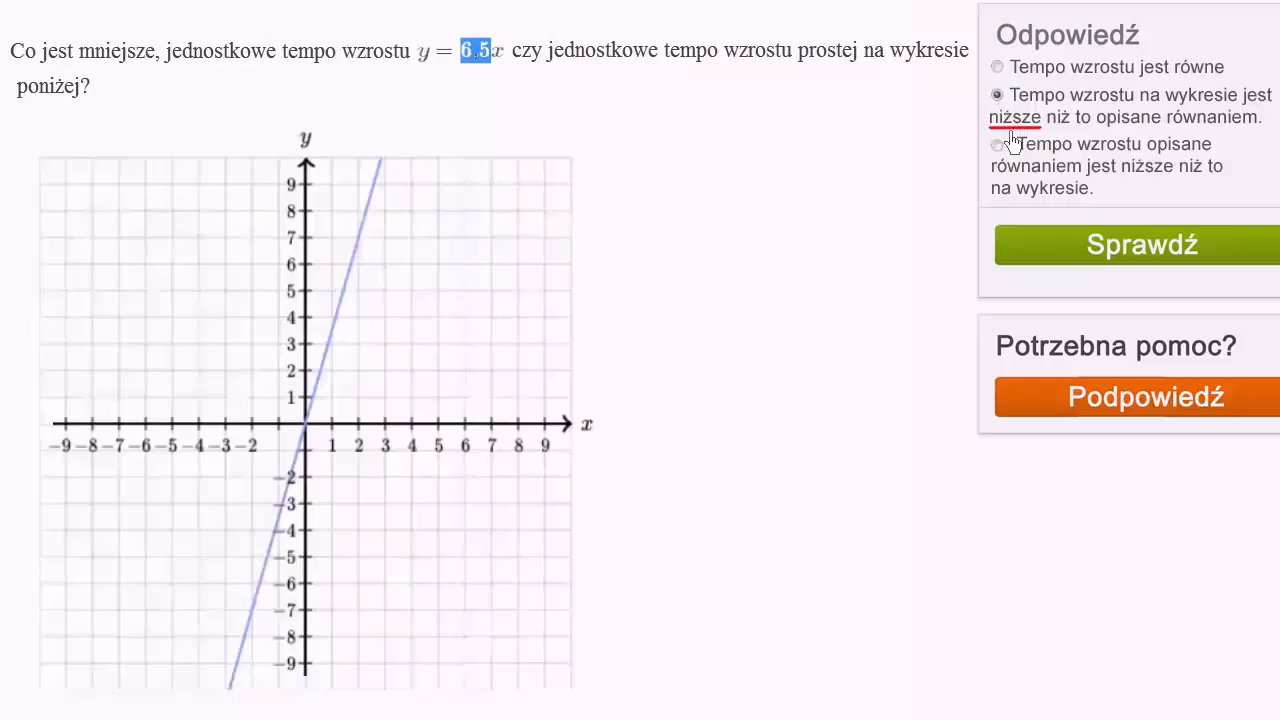 Co jest mniejsze, jednostkowe tempo wzrostu y = 6.5x czy jednostkowe tempo wzrostu prostej na wykresie
poniżej?
y
9
8
7
6
5
4
3
2
1
x
−9 −8 −7 −6 −5 −4 −3 −2 1 2 3 4 5 6 7 8 9
−2
−3
−4
−5
−6
−7
−8
−9
Odpowiedź
Tempo wzrostu jest równe
Tempo wzrostu na wykresie jest
niższe niż to opisane równaniem.
Tempo wzrostu opisane
równaniem jest niższe niż to
na wykresie.
Sprawdź
Potrzebna pomoc?
Podpowiedź